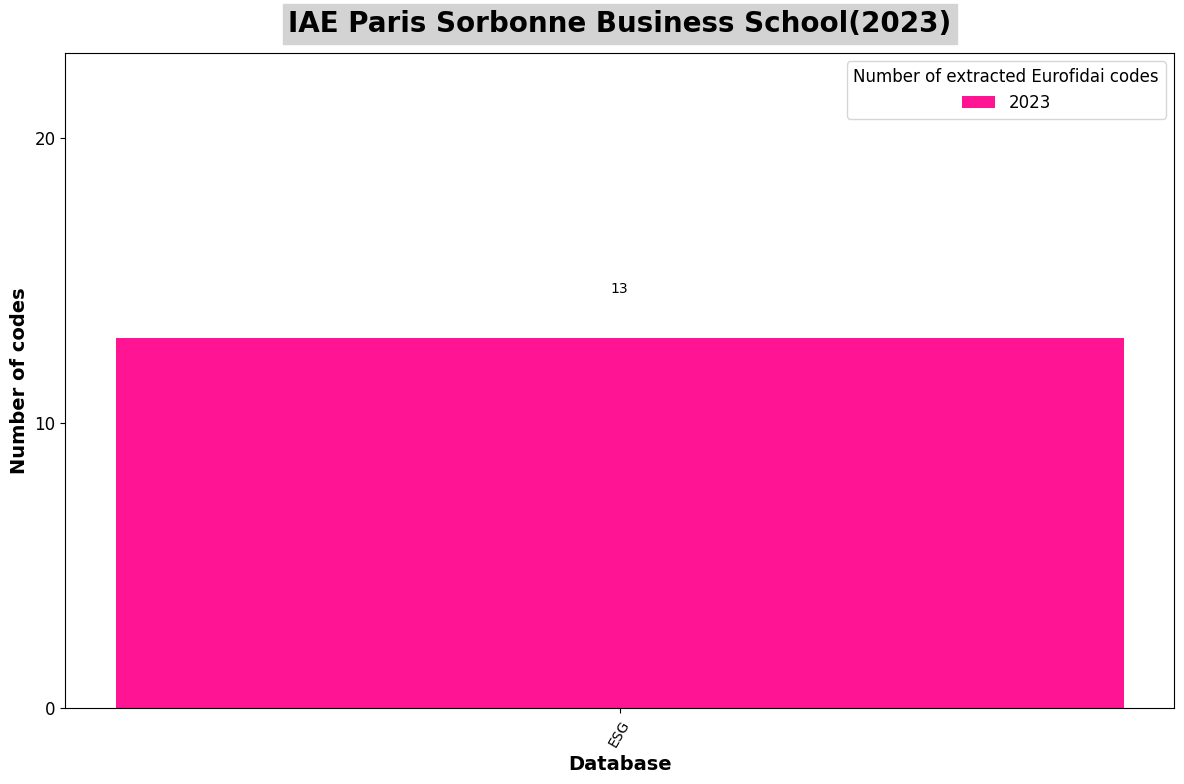 IAE Paris Sorbonne Business School(2023)
Number of extracted Eurofidai codes
2023
20
13
Number of codes
10
0
ESG
Database